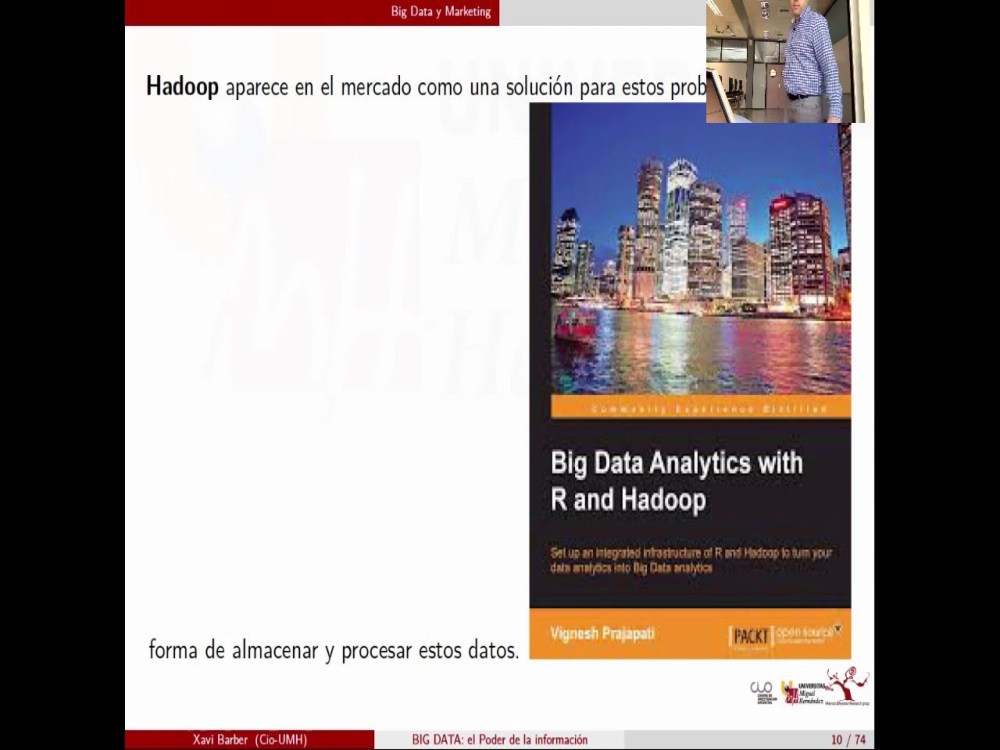 Big Data y Marketing
Hadoop aparece en el mercado como una solución para estos prob
Community Experience Distilled
Big Data Analytics with
R and Hadoop
Set up an integrated infrastructure of R and Hadoop to turn your
data analytics into Big Data analytics
Vignesh Prajapati
PACKT
open source
forma de almacenar y procesar estos datos.
CIO
UNIVERSITAS
Miguel
Hernández
Xavi Barber (Cio-UMH)
BIG DATA: el Poder de la información
10 / 74